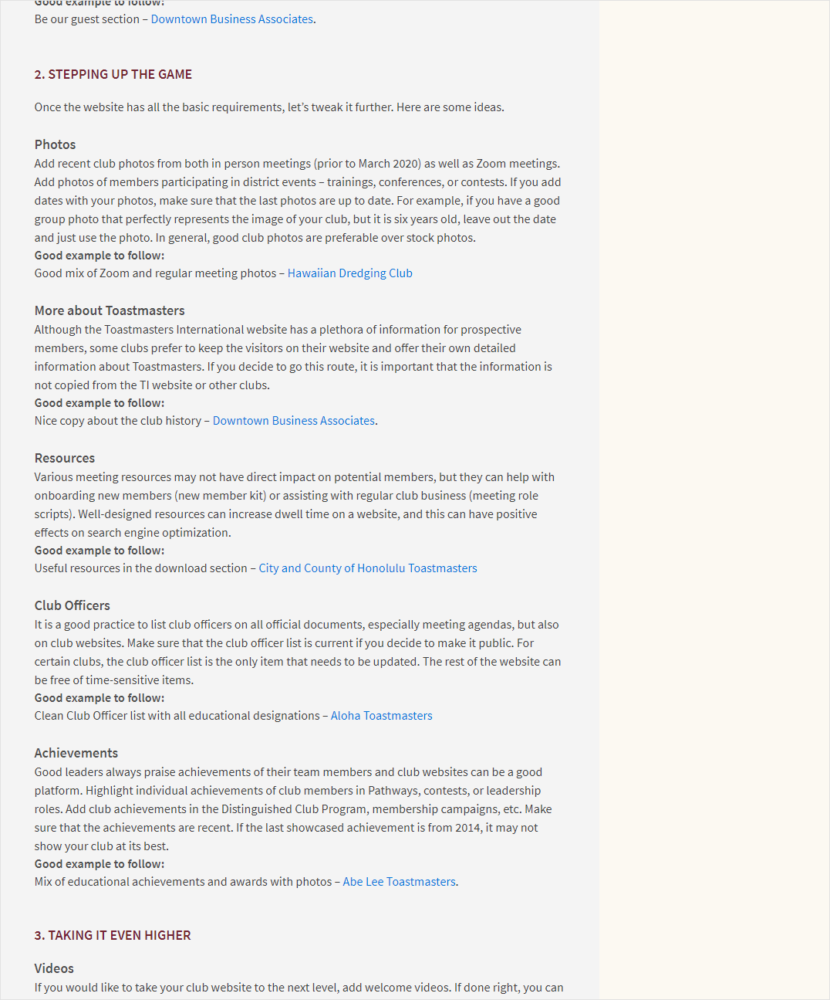 Good example to follow:
Be our guest section – Downtown Business Associates.
2. STEPPING UP THE GAME
Once the website has all the basic requirements, let’s tweak it further. Here are some ideas.
Photos
Add recent club photos from both in person meetings (prior to March 2020) as well as Zoom meetings.
Add photos of members participating in district events – trainings, conferences, or contests. If you add
dates with your photos, make sure that the last photos are up to date. For example, if you have a good
group photo that perfectly represents the image of your club, but it is six years old, leave out the date
and just use the photo. In general, good club photos are preferable over stock photos.
Good example to follow:
Good mix of Zoom and regular meeting photos – Hawaiian Dredging Club
More about Toastmasters
Although the Toastmasters International website has a plethora of information for prospective
members, some clubs prefer to keep the visitors on their website and offer their own detailed
information about Toastmasters. If you decide to go this route, it is important that the information is
not copied from the TI website or other clubs.
Good example to follow:
Nice copy about the club history – Downtown Business Associates.
Resources
Various meeting resources may not have direct impact on potential members, but they can help with
onboarding new members (new member kit) or assisting with regular club business (meeting role
scripts). Well-designed resources can increase dwell time on a website, and this can have positive
effects on search engine optimization.
Good example to follow:
Useful resources in the download section – City and County of Honolulu Toastmasters
Club Officers
It is a good practice to list club officers on all official documents, especially meeting agendas, but also
on club websites. Make sure that the club officer list is current if you decide to make it public. For
certain clubs, the club officer list is the only item that needs to be updated. The rest of the website can
be free of time-sensitive items.
Good example to follow:
Clean Club Officer list with all educational designations – Aloha Toastmasters
Achievements
Good leaders always praise achievements of their team members and club websites can be a good
platform. Highlight individual achievements of club members in Pathways, contests, or leadership
roles. Add club achievements in the Distinguished Club Program, membership campaigns, etc. Make
sure that the achievements are recent. If the last showcased achievement is from 2014, it may not
show your club at its best.
Good example to follow:
Mix of educational achievements and awards with photos – Abe Lee Toastmasters.
3. TAKING IT EVEN HIGHER
Videos
If you would like to take your club website to the next level, add welcome videos. If done right, you can